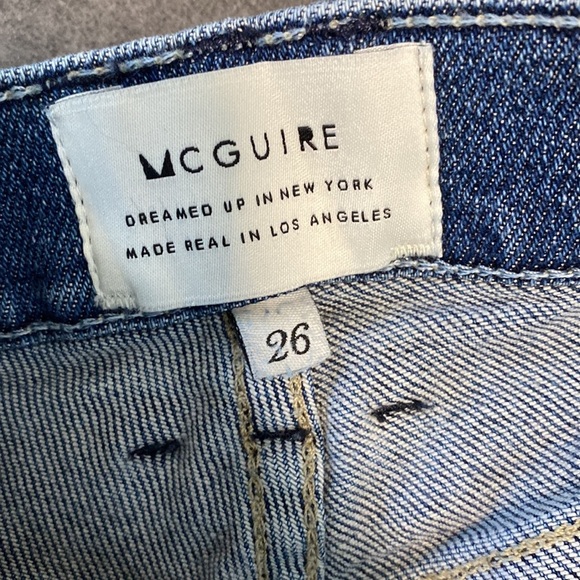 MCGUIRE
DREAMED UP IN NEW YORK
MADE REAL IN LOS ANGELES
26